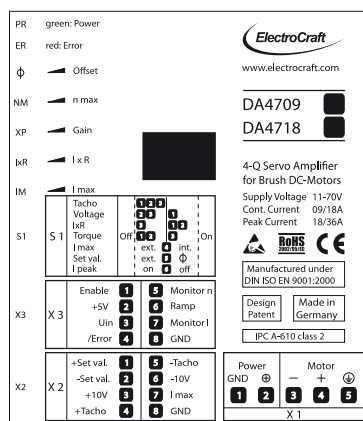 PR green: Power
ER red: Error
ϕ Offset
NM n max
XP Gain
IxR I x R
IM I max
ElectroCraft
www.electrocraft.com
DA4709
DA4718
4-Q Servo Amplifier
for Brush DC-Motors
Supply Voltage 11-70V
Cont. Current 09/18A
Peak Current 18/36A
RoHS
2002/95/EC
CE
Manufactured under
DIN ISO EN 9001:2000
Design
Patent
Made in
Germany
IPC A-610 class 2
S1 S 1
Tacho 1 2 3
Voltage 2 3 1
IxR 3 1 2
Torque Off 1 2 3 On
I max ext. 4 int.
Set val. ext. 5 ϕ
I peak on 6 off
X3 X 3
Enable 1 5 Monitor n
+5V 2 6 Ramp
Uin 3 7 Monitor I
/Error 4 8 GND
X2 X 2
+Set val. 1 5 -Tacho
-Set val. 2 6 -10V
+10V 3 7 I max
+Tacho 4 8 GND
Power Motor
GND ⊕ − + ⏚
1 2 3 4 5
X 1